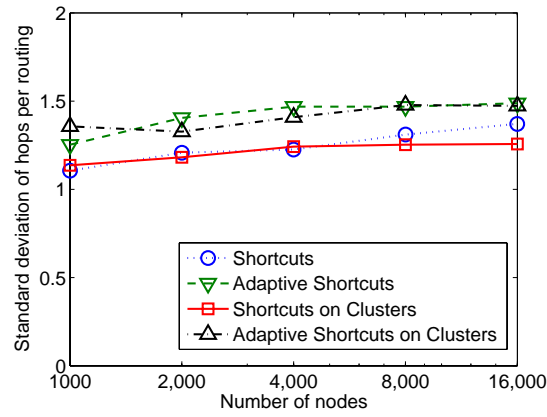 2
1.5
1
0.5
0
Standard deviation of hops per routing
Shortcuts
Adaptive Shortcuts
Shortcuts on Clusters
Adaptive Shortcuts on Clusters
1000 2,000 4,000 8,000 16,000
Number of nodes